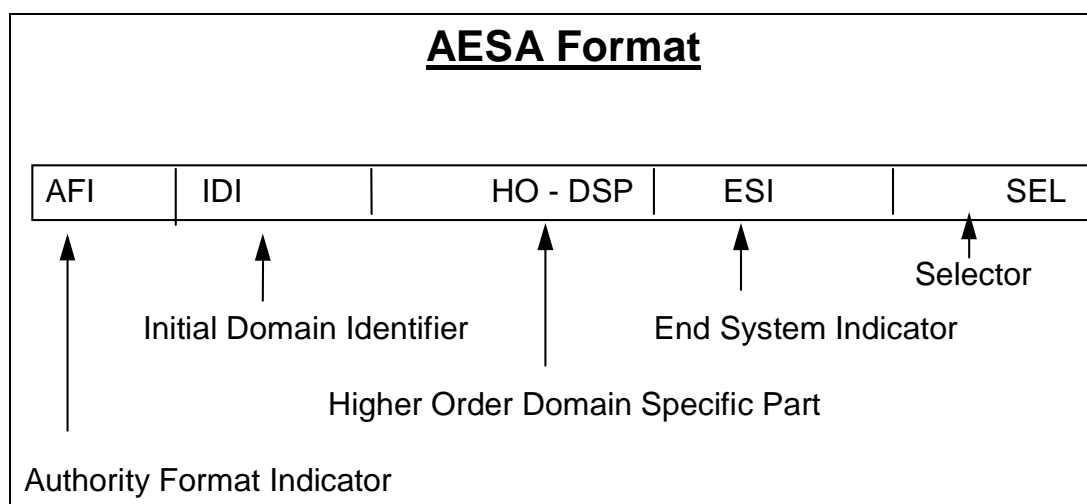 AESA Format
AFI IDI HO - DSP ESI SEL
Selector
Initial Domain Identifier End System Indicator
Higher Order Domain Specific Part
Authority Format Indicator